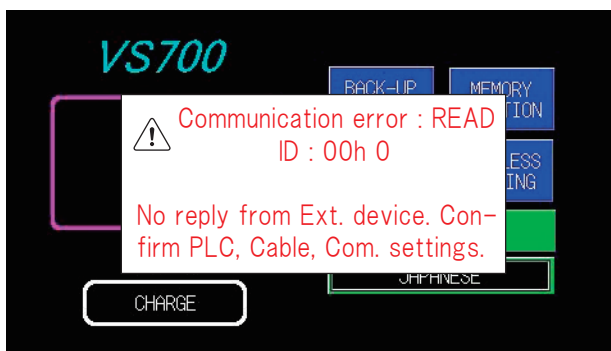 VS700
BACK-UP
MEMORY
TION
Communication error : READ
ID : 00h 0
LESS
ING
No reply from Ext. device. Con-
firm PLC, Cable, Com. settings.
JAPANESE
CHARGE